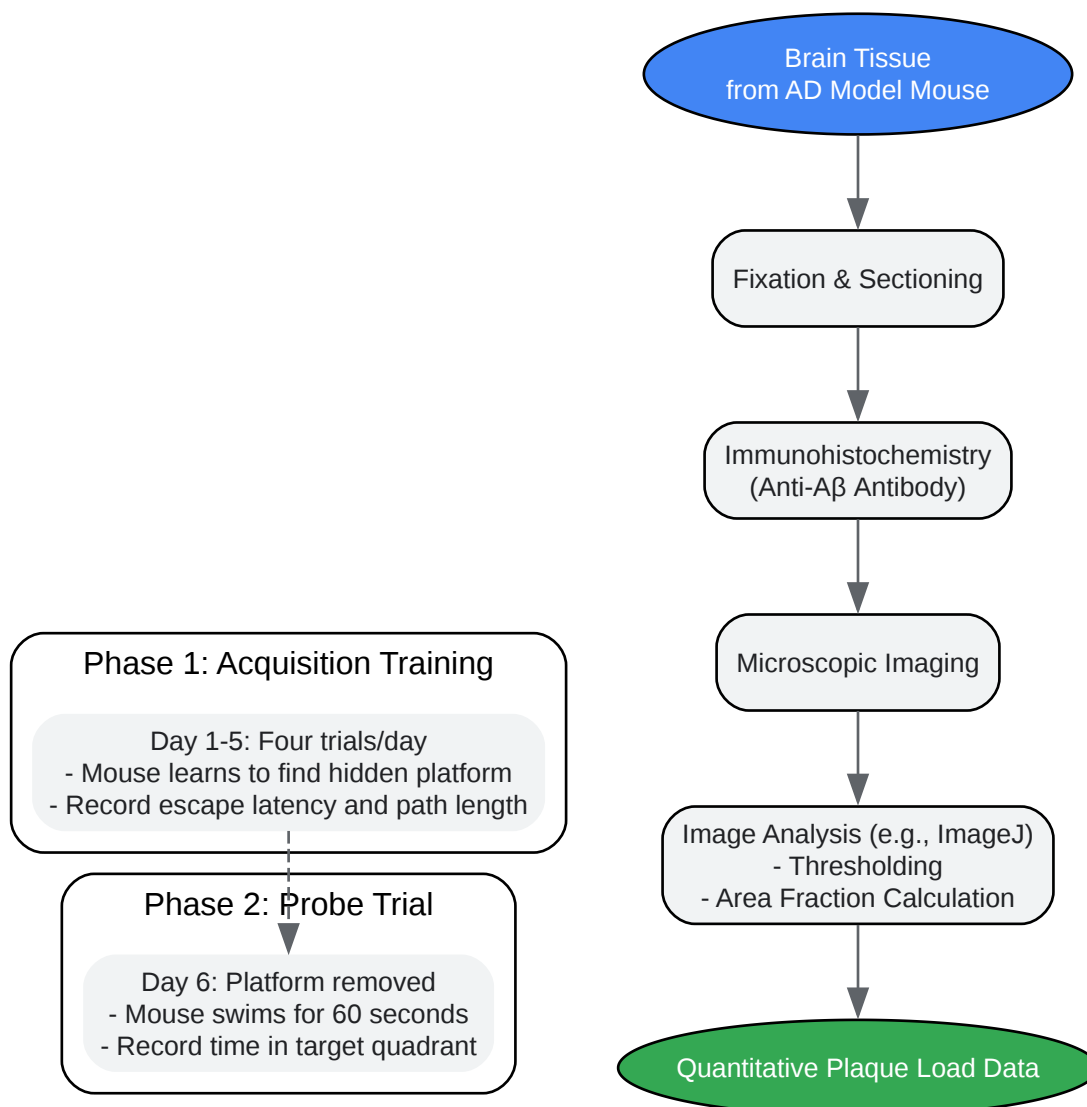 Brain Tissue
from AD Model Mouse
Fixation & Sectioning
Immunohistochemistry
(Anti-Aβ Antibody)
Microscopic Imaging
Image Analysis (e.g., ImageJ)
- Thresholding
- Area Fraction Calculation
Quantitative Plaque Load Data
Phase 1: Acquisition Training
Day 1-5: Four trials/day
- Mouse learns to find hidden platform
- Record escape latency and path length
Phase 2: Probe Trial
Day 6: Platform removed
- Mouse swims for 60 seconds
- Record time in target quadrant